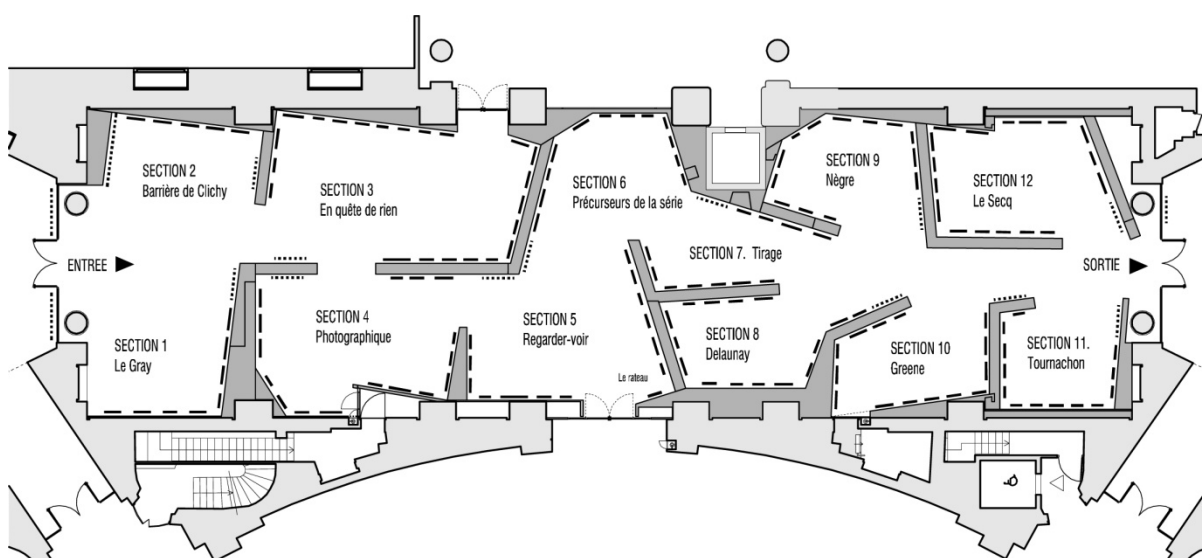 SECTION 2
Barrière de Clichy
SECTION 3
En quête de rien
SECTION 6
Précurseurs de la série
SECTION 9
Nègre
SECTION 12
Le Secq
ENTREE
SECTION 7. Tirage
SORTIE
SECTION 1
Le Gray
SECTION 4
Photographique
SECTION 5
Regarder-voir
Le rateau
SECTION 8
Delaunay
SECTION 10
Greene
SECTION 11.
Tournachon